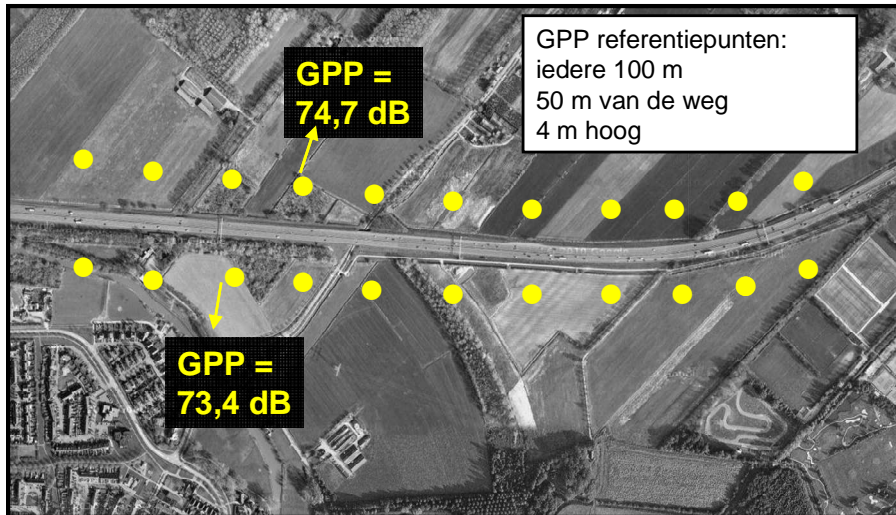 GPP =
74,7 dB
GPP referentiepunten:
iedere 100 m
50 m van de weg
4 m hoog
GPP =
73,4 dB